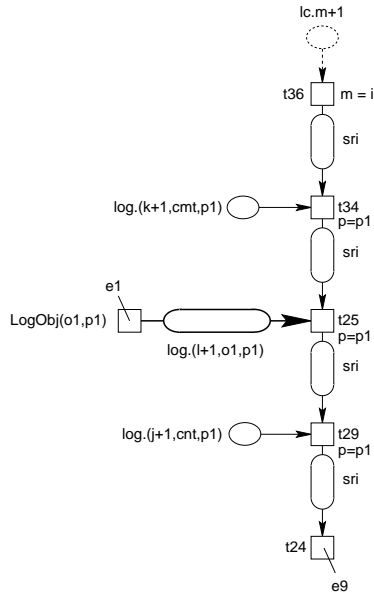 lc.m+1
t36
m = i
sri
log.(k+1,cmt,p1)
t34
p=p1
sri
e1
LogObj(o1,p1)
t25
p=p1
log.(l+1,o1,p1)
sri
log.(j+1,cnt,p1)
t29
p=p1
sri
t24
e9